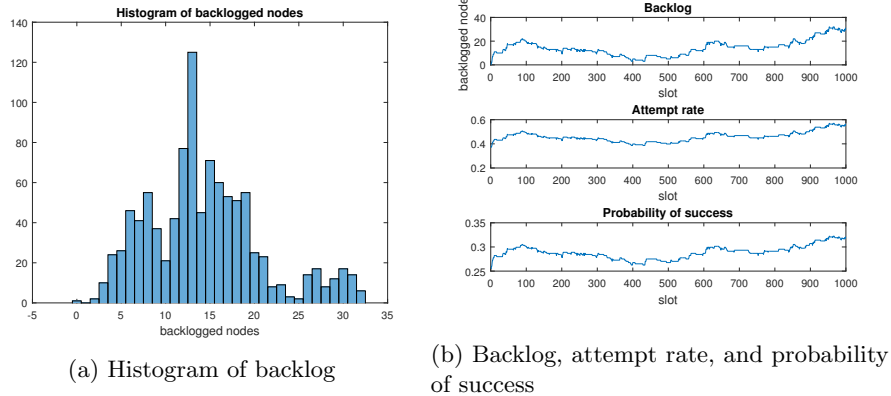 Histogram of backlogged nodes
140
120
100
80
60
40
20
0
-5 0 5 10 15 20 25 30 35
backlogged nodes
(a) Histogram of backlog
Backlog
backlogged node
40
20
0
0 100 200 300 400 500 600 700 800 900 1000
slot
Attempt rate
0.6
0.4
0.2
0 100 200 300 400 500 600 700 800 900 1000
slot
Probability of success
0.35
0.3
0.25
0 100 200 300 400 500 600 700 800 900 1000
slot
(b) Backlog, attempt rate, and probability
of success